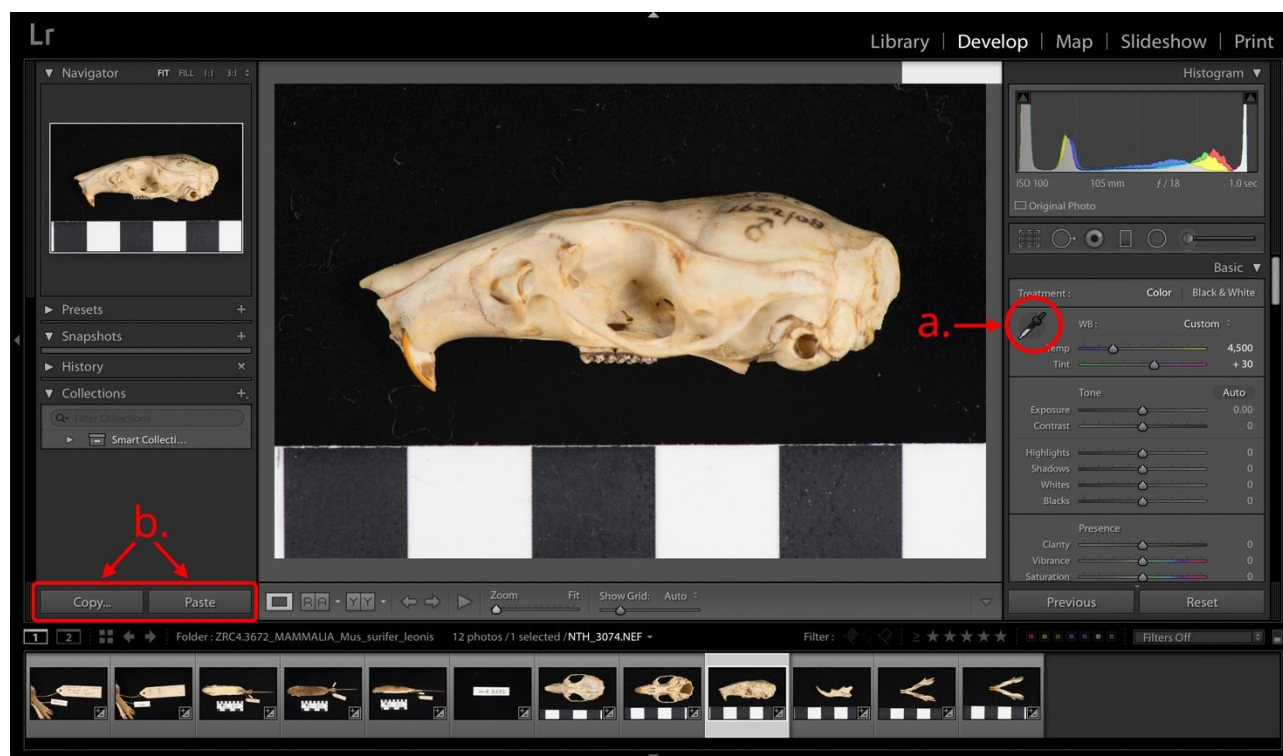 Lr
Library | Develop | Map | Slideshow | Print
Navigator FIT FILL 1:1 3:1
Presets
Snapshots
History
Collections
Filter Collections
Smart Collecti...
b.
Copy... Paste
a.
Histogram
ISO 100 105 mm f / 18 1.0 sec
Original Photo
Basic
Treatment : Color | Black & White
WB : Custom
Temp 4,500
Tint + 30
Tone Auto
Exposure 0.00
Contrast 0
Highlights 0
Shadows 0
Whites 0
Blacks 0
Presence
Clarity 0
Vibrance 0
Saturation 0
Previous Reset
RA YY Zoom Fit Show Grid: Auto
1 2 Folder : ZRC4.3672_MAMMALIA_Mus_surifer_leonis 12 photos / 1 selected / NTH_3074.NEF Filter : Filters Off